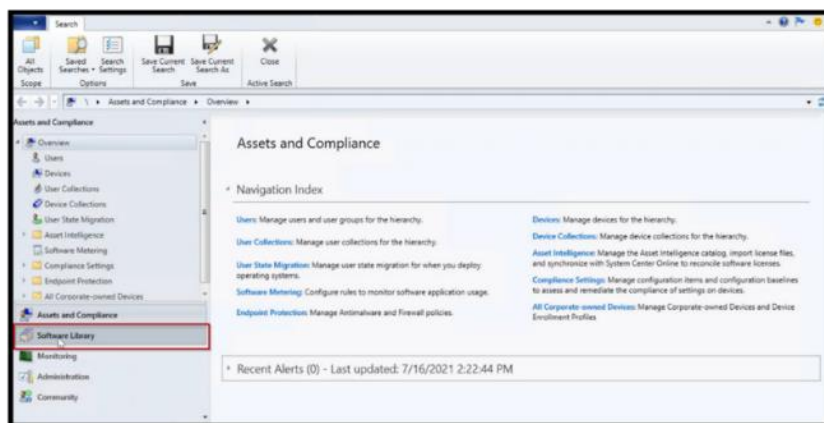 Search
All Objects
Saved Searches
Search Settings
Save Current Search
Save Current Search As
Close
Scope
Options
Save
Active Search
\ Assets and Compliance Overview
Assets and Compliance
Overview
Users
Devices
User Collections
Device Collections
User State Migration
Asset Intelligence
Software Metering
Compliance Settings
Endpoint Protection
All Corporate-owned Devices
Assets and Compliance
Software Library
Monitoring
Administration
Community
Assets and Compliance
Navigation Index
Users: Manage users and user groups for the hierarchy.
User Collections: Manage user collections for the hierarchy.
User State Migration: Manage user state migration for when you deploy
operating systems.
Software Metering: Configure rules to monitor software application usage.
Endpoint Protection: Manage Antimalware and Firewall policies.
Devices: Manage devices for the hierarchy.
Device Collections: Manage device collections for the hierarchy.
Asset Intelligence: Manage the Asset Intelligence catalog, import license files,
and synchronize with System Center Online to reconcile software licenses.
Compliance Settings: Manage configuration items and configuration baselines
to assess and remediate the compliance of settings on devices.
All Corporate-owned Devices: Manage Corporate-owned Devices and Device
Enrollment Profiles
Recent Alerts (0) - Last updated: 7/16/2021 2:22:44 PM